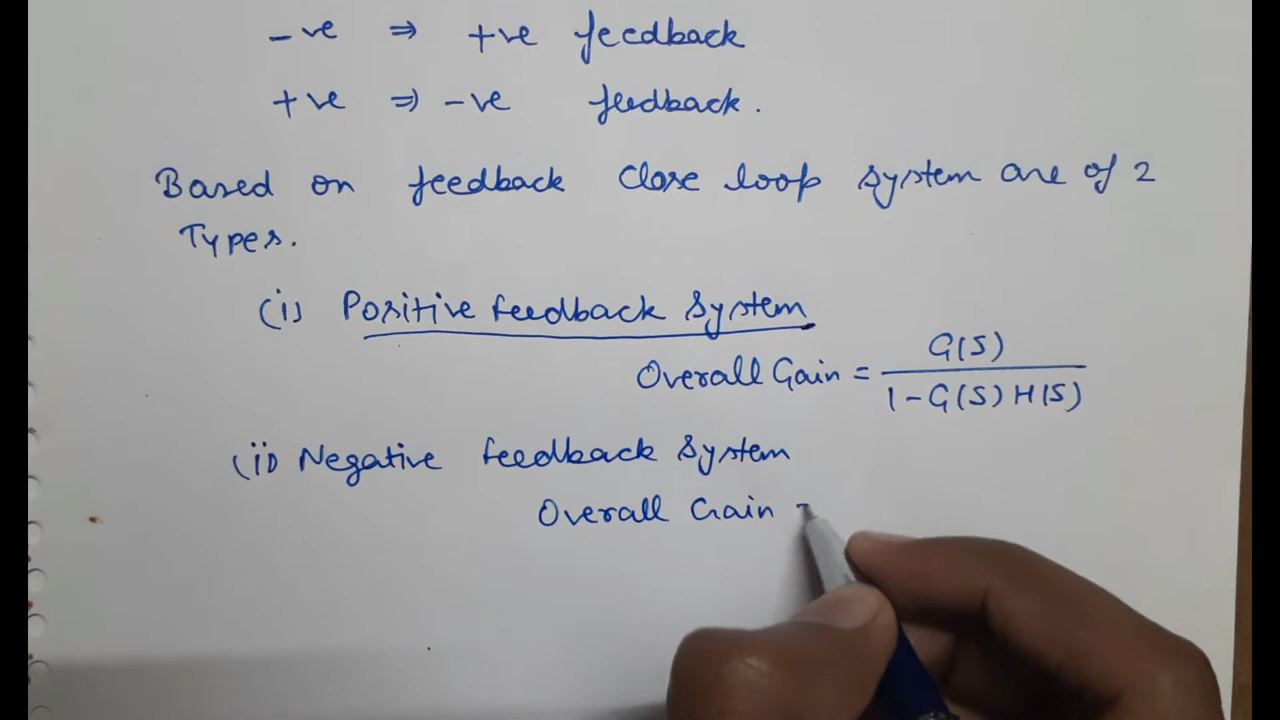 -ve ⇒ +ve feedback
+ve ⇒ -ve feedback.
Based on feedback Close loop system are of 2
Types.
(i) Positive feedback System
Overall Gain = G(S) / 1-G(S) H(S)
(ii) Negative feedback System
Overall Gain -